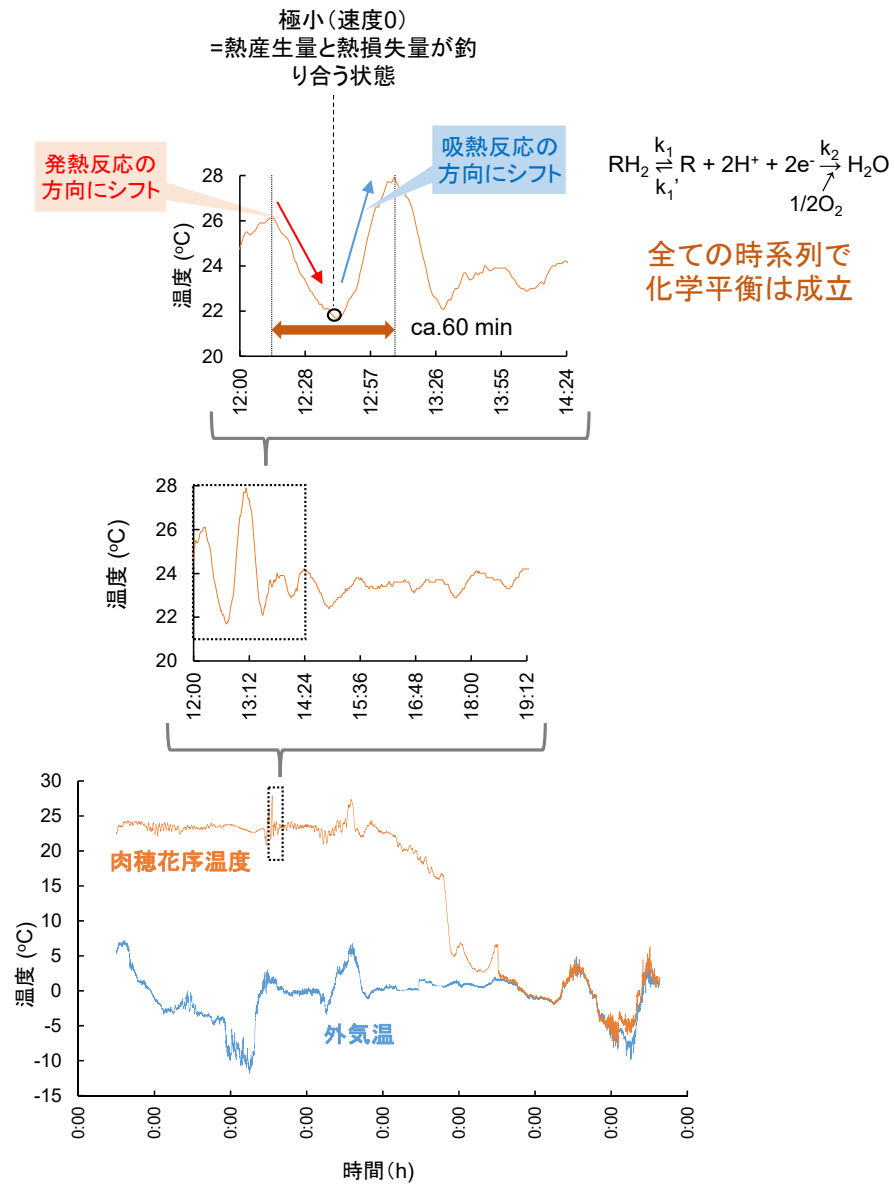 極小（速度0）
=熱産生量と熱損失量が釣
り合う状態
発熱反応の
方向にシフト
吸熱反応の
方向にシフト
RH2 k1 k1' R + 2H+ + 2e- k2 H2O
1/2O2
全ての時系列で
化学平衡は成立
温度 (oC)
28
26
24
22
20
ca.60 min
12:00
12:28
12:57
13:26
13:55
14:24
温度 (oC)
28
26
24
22
20
12:00
13:12
14:24
15:36
16:48
18:00
19:12
温度 (oC)
30
25
20
15
10
5
0
-5
-10
-15
肉穂花序温度
外気温
0:00
0:00
0:00
0:00
0:00
0:00
0:00
0:00
0:00
時間（h)